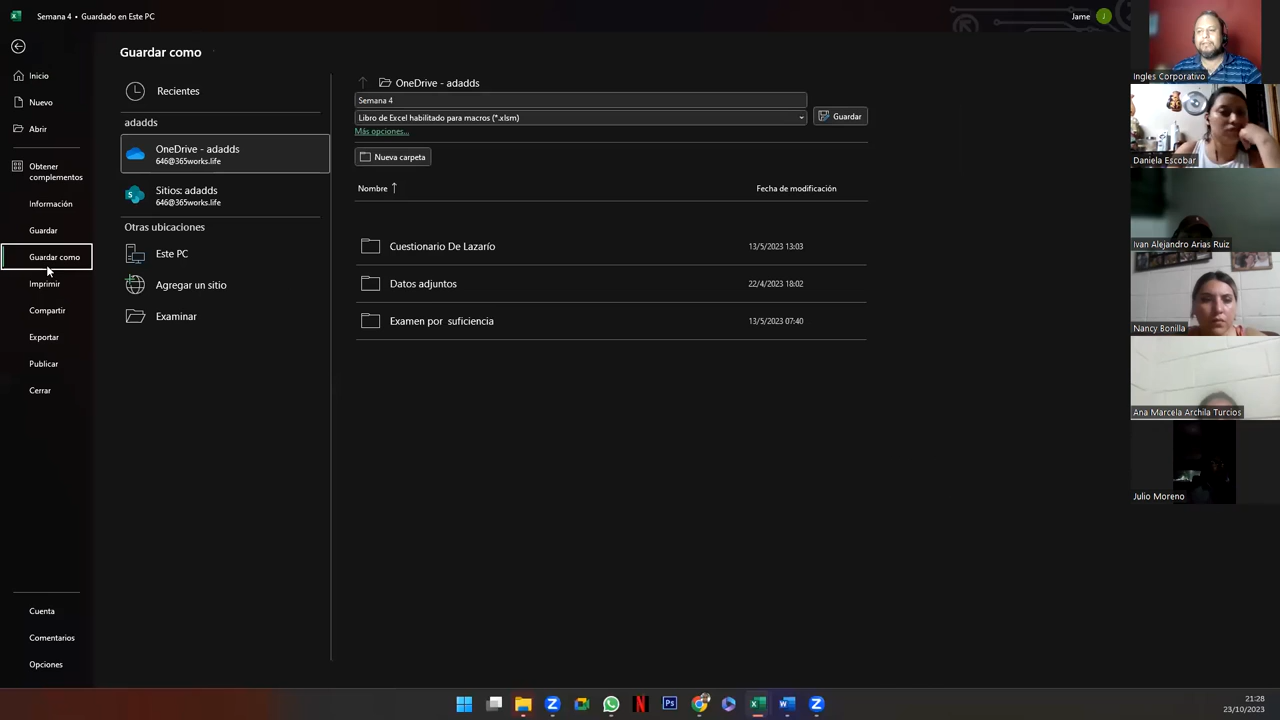 Semana 4 • Guardado en Este PC
Jame
J
Guardar como
Inicio
Nuevo
Abrir
Obtener
complementos
Información
Guardar
Guardar como
Imprimir
Compartir
Exportar
Publicar
Cerrar
Cuenta
Comentarios
Opciones
Recientes
adadds
OneDrive - adadds
646@365works.life
Sitios: adadds
646@365works.life
Otras ubicaciones
Este PC
Agregar un sitio
Examinar
OneDrive - adadds
Semana 4
Libro de Excel habilitado para macros (*.xlsm)
Guardar
Más opciones...
Nueva carpeta
Nombre
Fecha de modificación
Cuestionario De Lazarío
13/5/2023 13:03
Datos adjuntos
22/4/2023 18:02
Examen por suficiencia
13/5/2023 07:40
Ingles Corporativo
Daniela Escobar
Ivan Alejandro Arias Ruiz
Nancy Bonilla
Ana Marcela Archila Turcios
Julio Moreno
21:28
23/10/2023